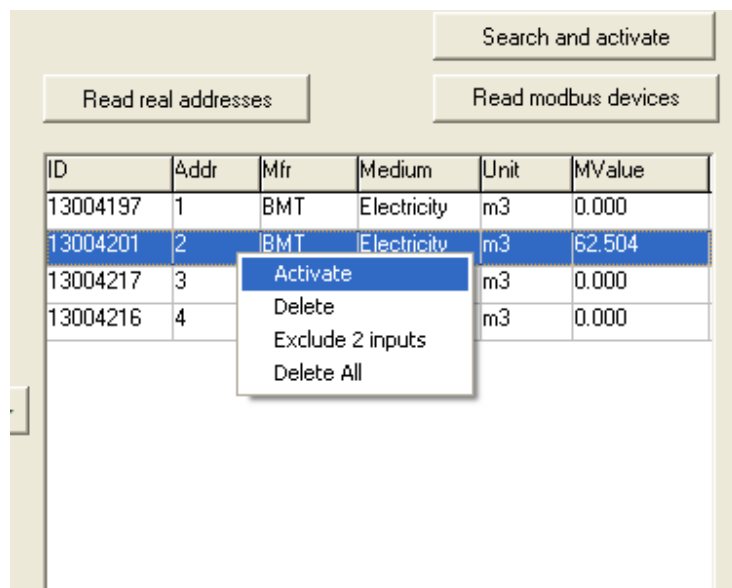 Search and activate
Read real addresses Read modbus devices
ID Addr Mfr Medium Unit MValue
13004197 1 BMT Electricity m3 0.000
13004201 2 BMT Electricity m3 62.504
13004217 3 Activate m3 0.000
Delete
13004216 4 m3 0.000
Exclude 2 inputs
Delete All